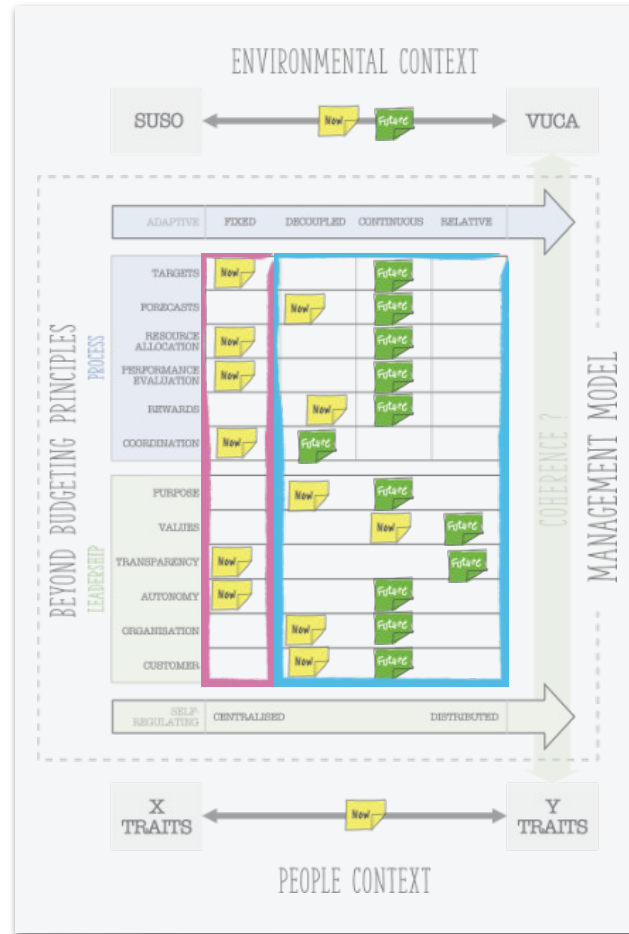 ENVIRONMENTAL CONTEXT
SUSO Now Future VUCA
ADAPTIVE FIXED DECOUPLED CONTINUOUS RELATIVE
BEYOND BUDGETING PRINCIPLES
PROCESS
TARGETS Now Future
FORECASTS Now Future
RESOURCE
ALLOCATION Now Future
PERFORMANCE
EVALUATION Now Future
REWARDS Now Future
COORDINATION Now Future
LEADERSHIP
PURPOSE Now Future
VALUES Now Future
TRANSPARENCY Now Future
AUTONOMY Now Future
ORGANISATION Now Future
CUSTOMER Now Future
COHERENCE ?
MANAGEMENT MODEL
SELF-
REGULATING CENTRALISED DISTRIBUTED
X
TRAITS Now Y
TRAITS
PEOPLE CONTEXT